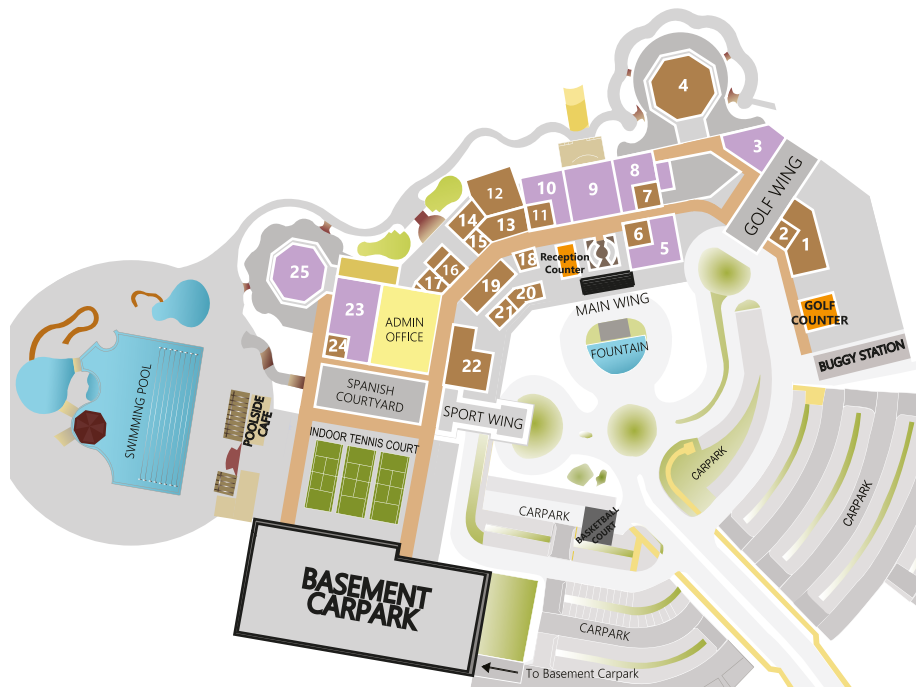 4
3
GOLF WING
8
10
9
7
12
11
14
13
15
2
1
6
5
18
Reception
Counter
16
17
25
19
20
21
MAIN WING
GOLF
COUNTER
23
ADMIN
OFFICE
24
FOUNTAIN
BUGGY STATION
22
SPANISH
COURTYARD
SPORT WING
SWIMMING POOL
POOLSIDE
CAFE
INDOOR TENNIS COURT
CARPARK
CARPARK
CARPARK
BASKETBALL
COURT
BASEMENT
CARPARK
CARPARK
To Basement Carpark